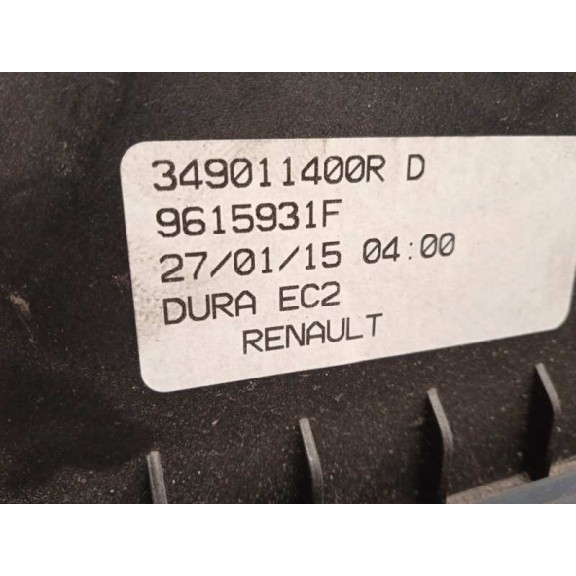 349011400R D
9615931F
27/01/15 04:00
DURA EC2
RENAULT